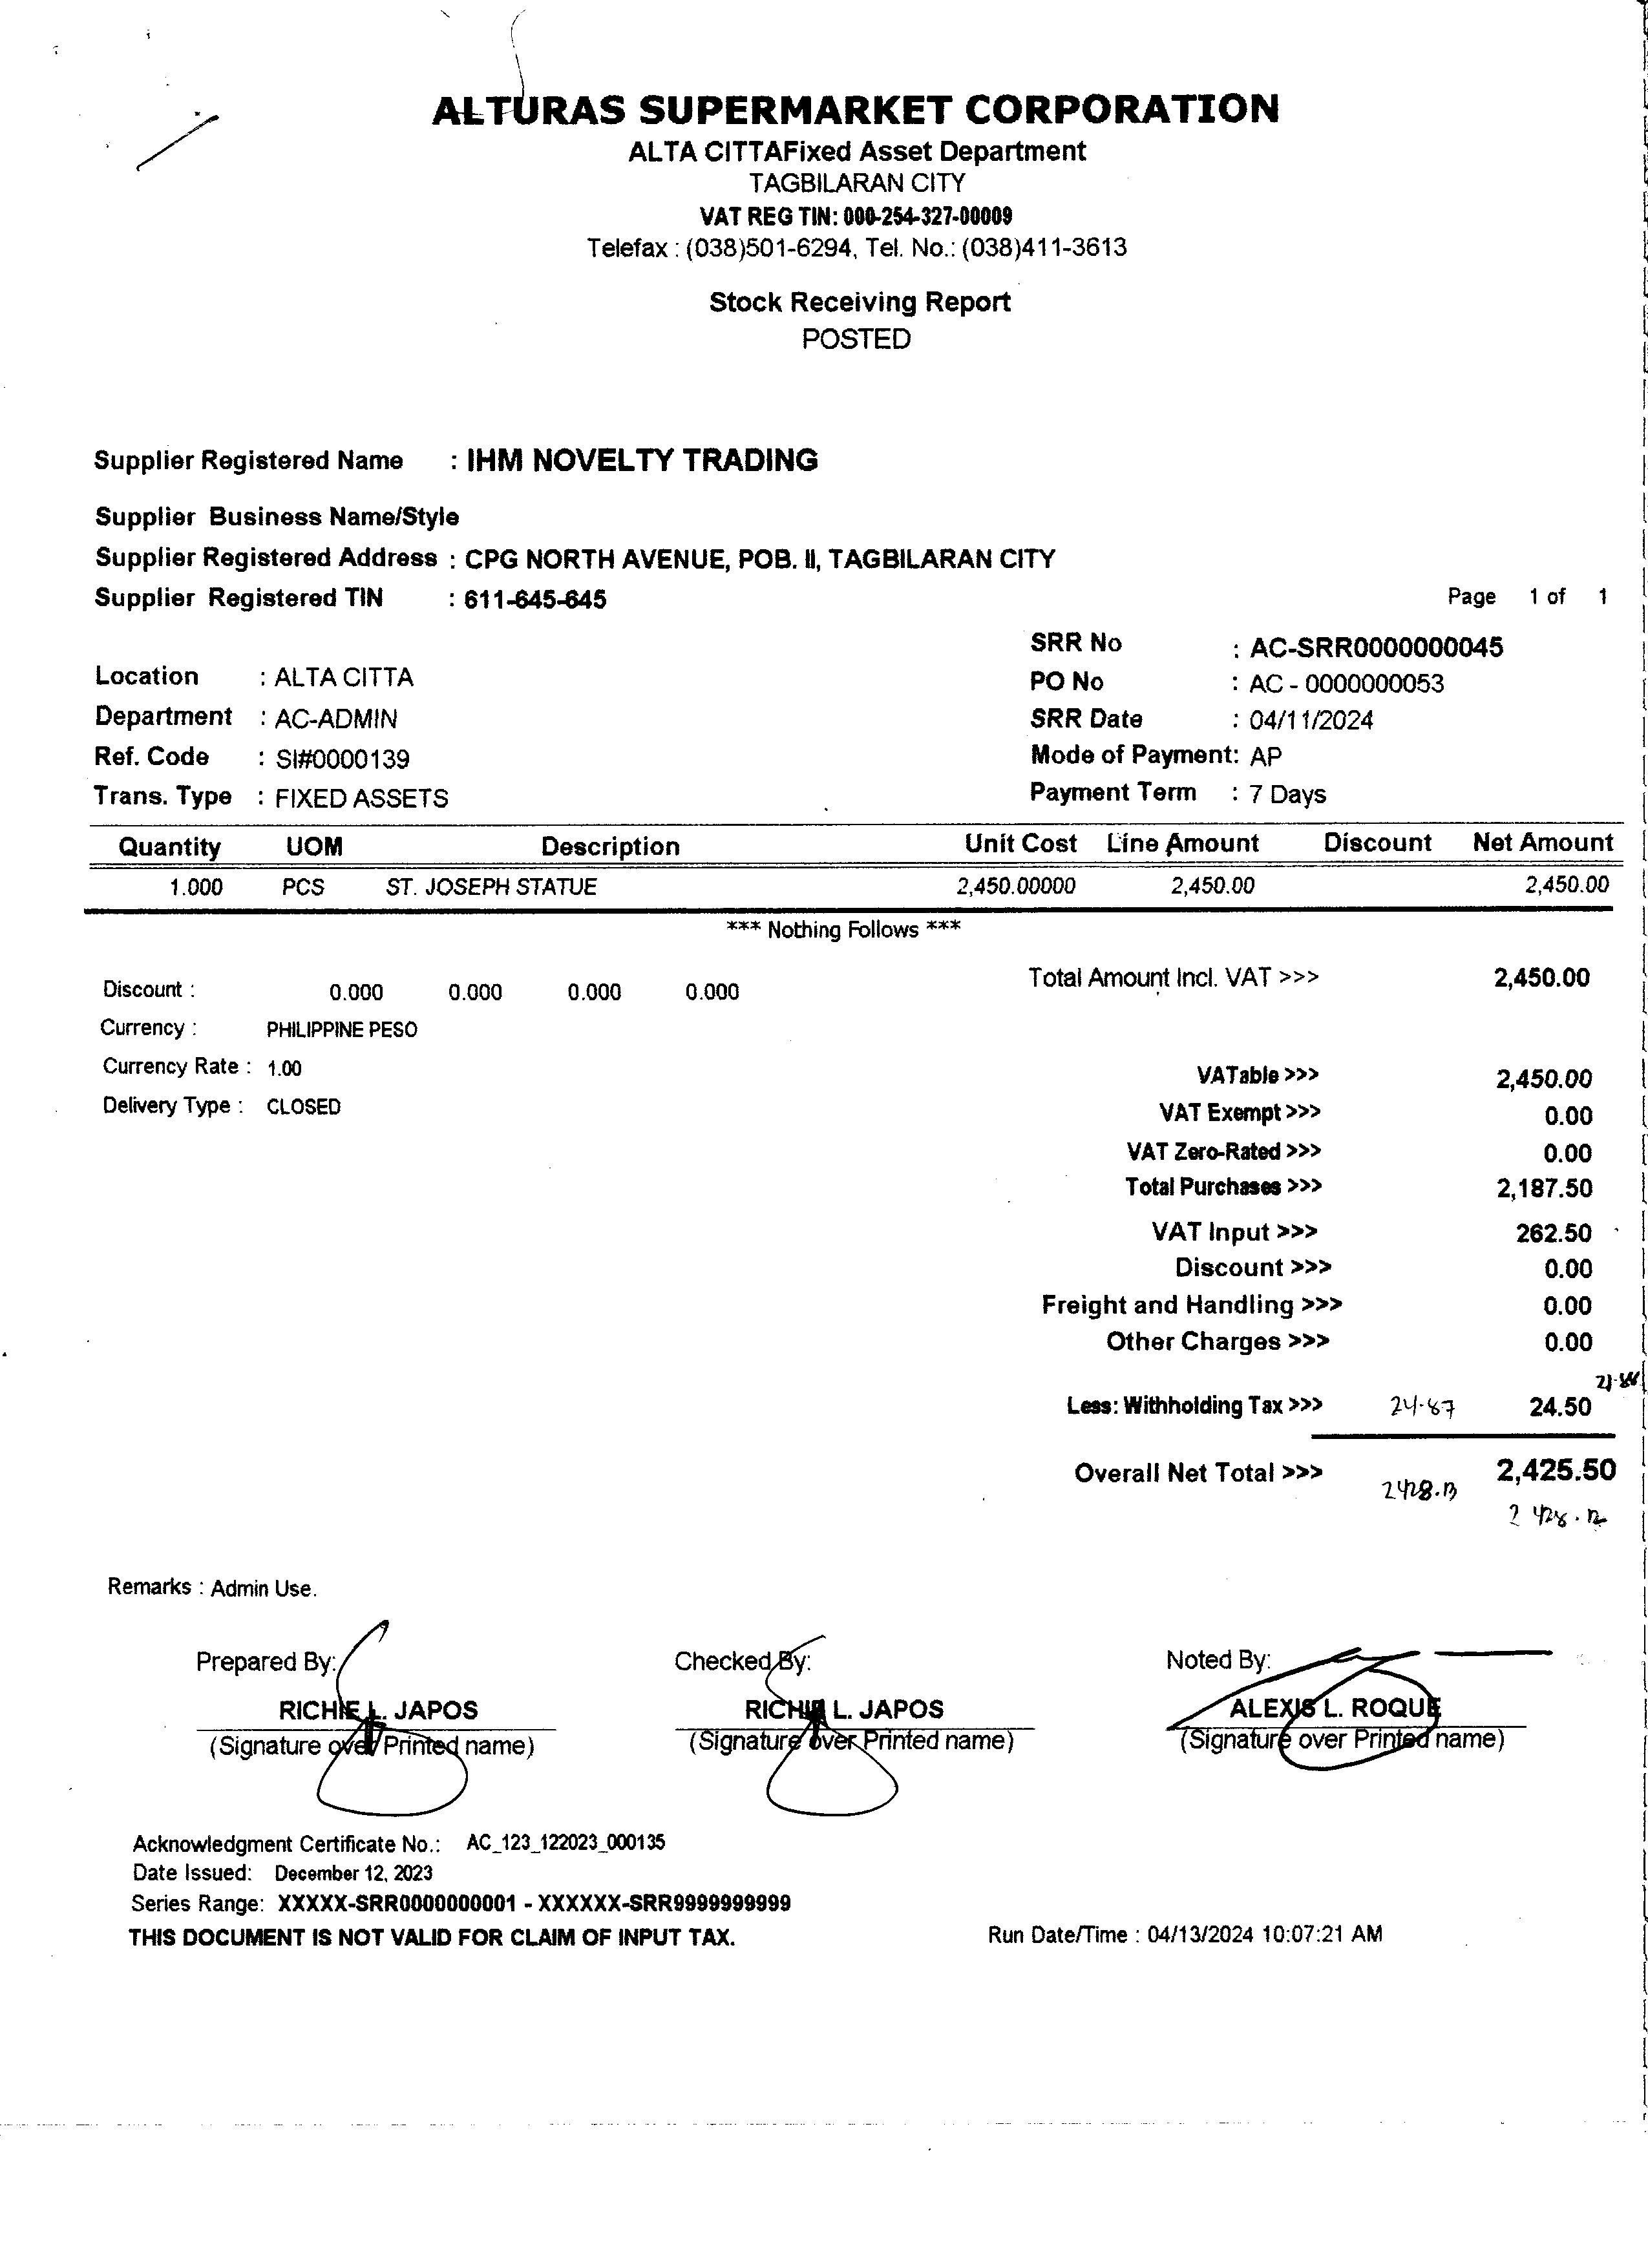 ALTURAS SUPERMARKET CORPORATION
ALTA CITTAFixed Asset Department
TAGBILARAN CITY
VAT REG TIN: 000-254-327-00009
Telefax : (038)501-6294, Tel. No.: (038)411-3613
Stock Receiving Report
POSTED
Supplier Registered Name : IHM NOVELTY TRADING
Supplier Business Name/Style
Supplier Registered Address : CPG NORTH AVENUE, POB. II, TAGBILARAN CITY
Supplier Registered TIN : 611-645-645
Page 1 of 1
SRR No : AC-SRR0000000045
Location : ALTA CITTA
PO No : AC - 0000000053
Department : AC-ADMIN
SRR Date : 04/11/2024
Ref. Code : SI#0000139
Mode of Payment: AP
Trans. Type : FIXED ASSETS
Payment Term : 7 Days
Quantity UOM Description Unit Cost Line Amount Discount Net Amount
1.000 PCS ST. JOSEPH STATUE 2,450.00000 2,450.00 2,450.00
*** Nothing Follows ***
Discount : 0.000 0.000 0.000 0.000
Total Amount Incl. VAT >>> 2,450.00
Currency : PHILIPPINE PESO
Currency Rate : 1.00
Delivery Type : CLOSED
VATable >>> 2,450.00
VAT Exempt >>> 0.00
VAT Zero-Rated >>> 0.00
Total Purchases >>> 2,187.50
VAT Input >>> 262.50
Discount >>> 0.00
Freight and Handling >>> 0.00
Other Charges >>> 0.00
Less: Withholding Tax >>> 24.87 24.50
Overall Net Total >>> 2,425.50
2428.13
Remarks : Admin Use.
Prepared By:
RICHIE L. JAPOS
(Signature over Printed name)
Checked By:
RICHIE L. JAPOS
(Signature over Printed name)
Noted By:
ALEXIS L. ROQUE
(Signature over Printed name)
Acknowledgment Certificate No.: AC_123_122023_000135
Date Issued: December 12, 2023
Series Range: XXXXX-SRR0000000001 - XXXXXX-SRR9999999999
THIS DOCUMENT IS NOT VALID FOR CLAIM OF INPUT TAX.
Run Date/Time : 04/13/2024 10:07:21 AM